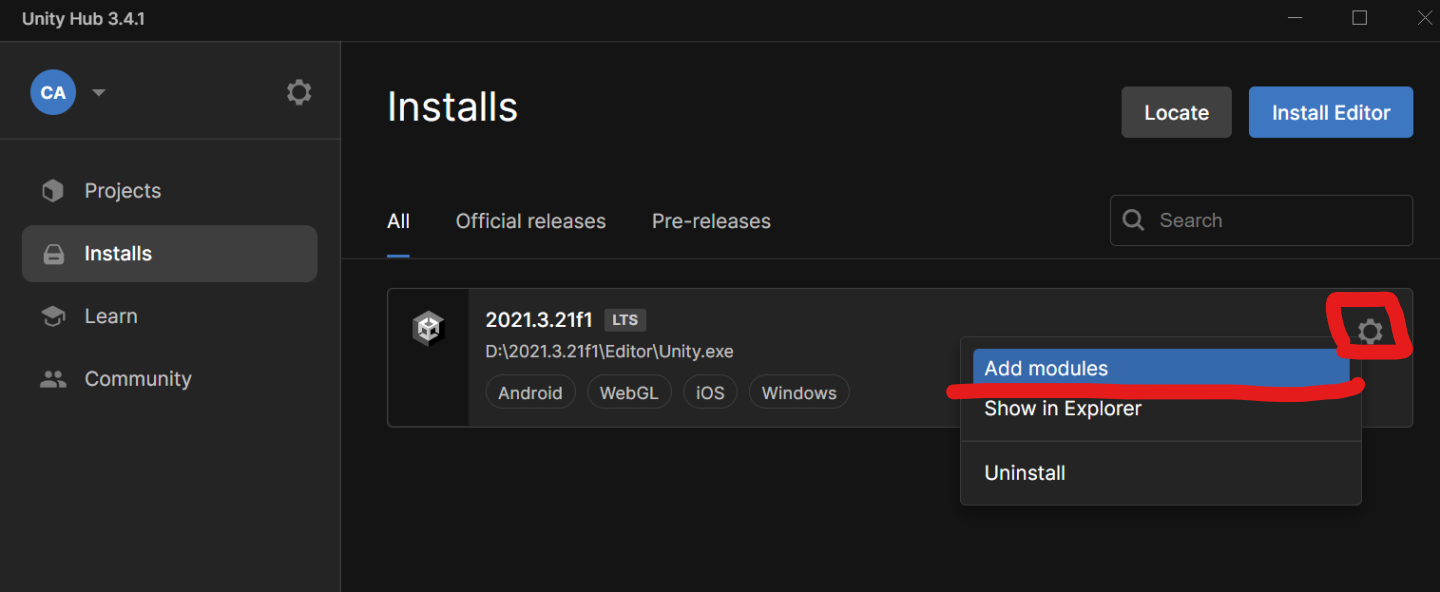 Unity Hub 3.4.1
CA
Installs
Locate
Install Editor
Projects
Installs
Learn
Community
All
Official releases
Pre-releases
Search
2021.3.21f1 LTS
D:\2021.3.21f1\Editor\Unity.exe
Android
WebGL
iOS
Windows
Add modules
Show in Explorer
Uninstall